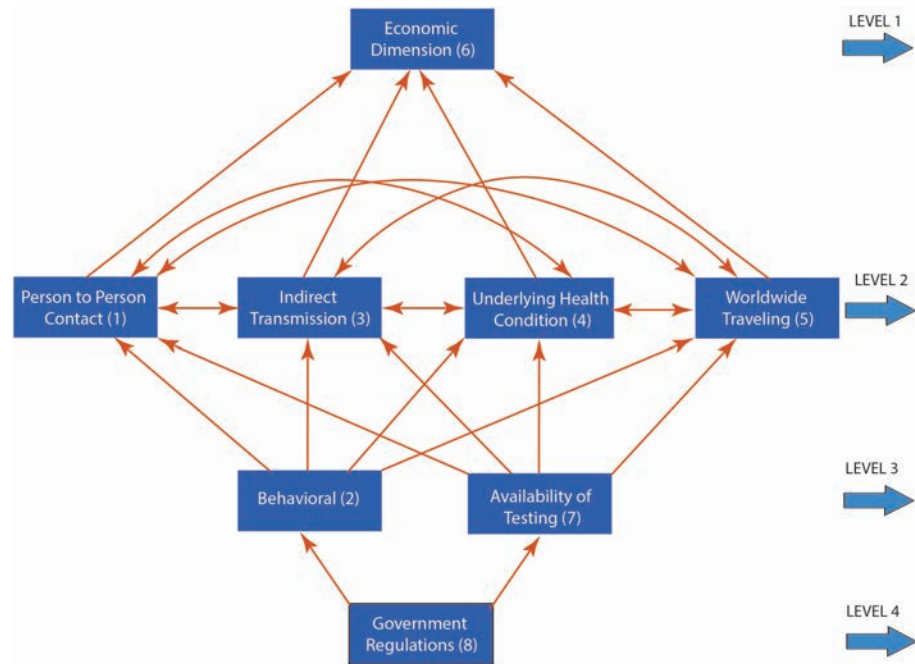 LEVEL 1
Economic
Dimension (6)
LEVEL 2
Person to Person
Contact (1)
Indirect
Transmission (3)
Underlying Health
Condition (4)
Worldwide
Traveling (5)
LEVEL 3
Behavioral (2)
Availability of
Testing (7)
LEVEL 4
Government
Regulations (8)